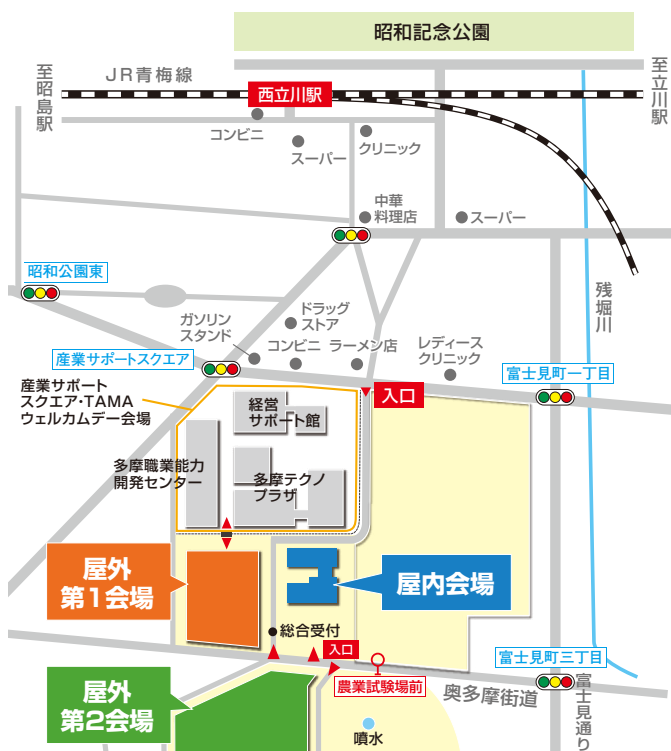 昭和記念公園
JR青梅線
至昭島駅
西立川駅
至立川駅
コンビニ
スーパー
クリニック
中華
料理店
スーパー
昭和公園東
残堀川
ガソリン
スタンド
ドラッグ
ストア
コンビニ
ラーメン店
レディース
クリニック
産業サポートスクエア
富士見町一丁目
入口
産業サポート
スクエア・TAMA
ウェルカムデー会場
経営
サポート館
多摩職業能力
開発センター
多摩テクノ
プラザ
屋外
第1会場
屋内会場
総合受付
入口
富士見町三丁目
農業試験場前
奥多摩街道
富士見通り
屋外
第2会場
噴水